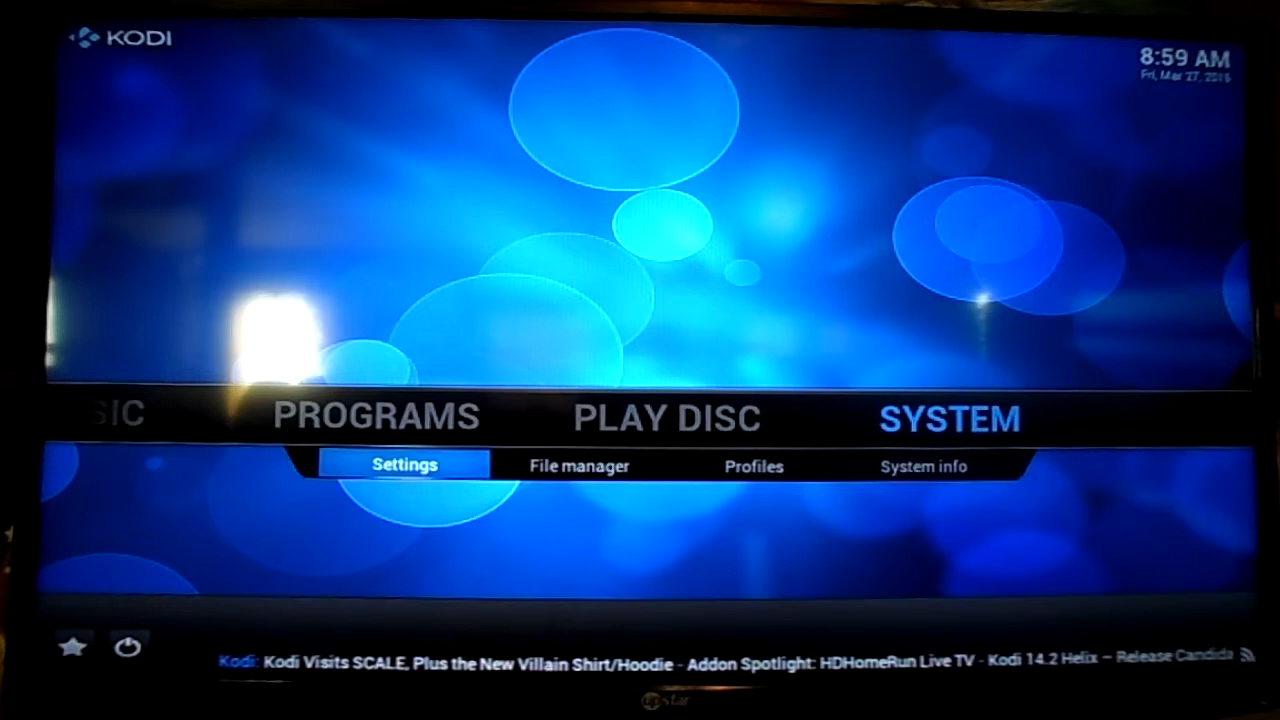 KODI
8:59 AM
Fri, Mar 27, 2015
SIC PROGRAMS PLAY DISC SYSTEM
Settings File manager Profiles System info
Kodi: Kodi Visits SCALE, Plus the New Villain Shirt/Hoodie - Addon Spotlight: HDHomeRun Live TV - Kodi 14.2 Helix – Release Candida